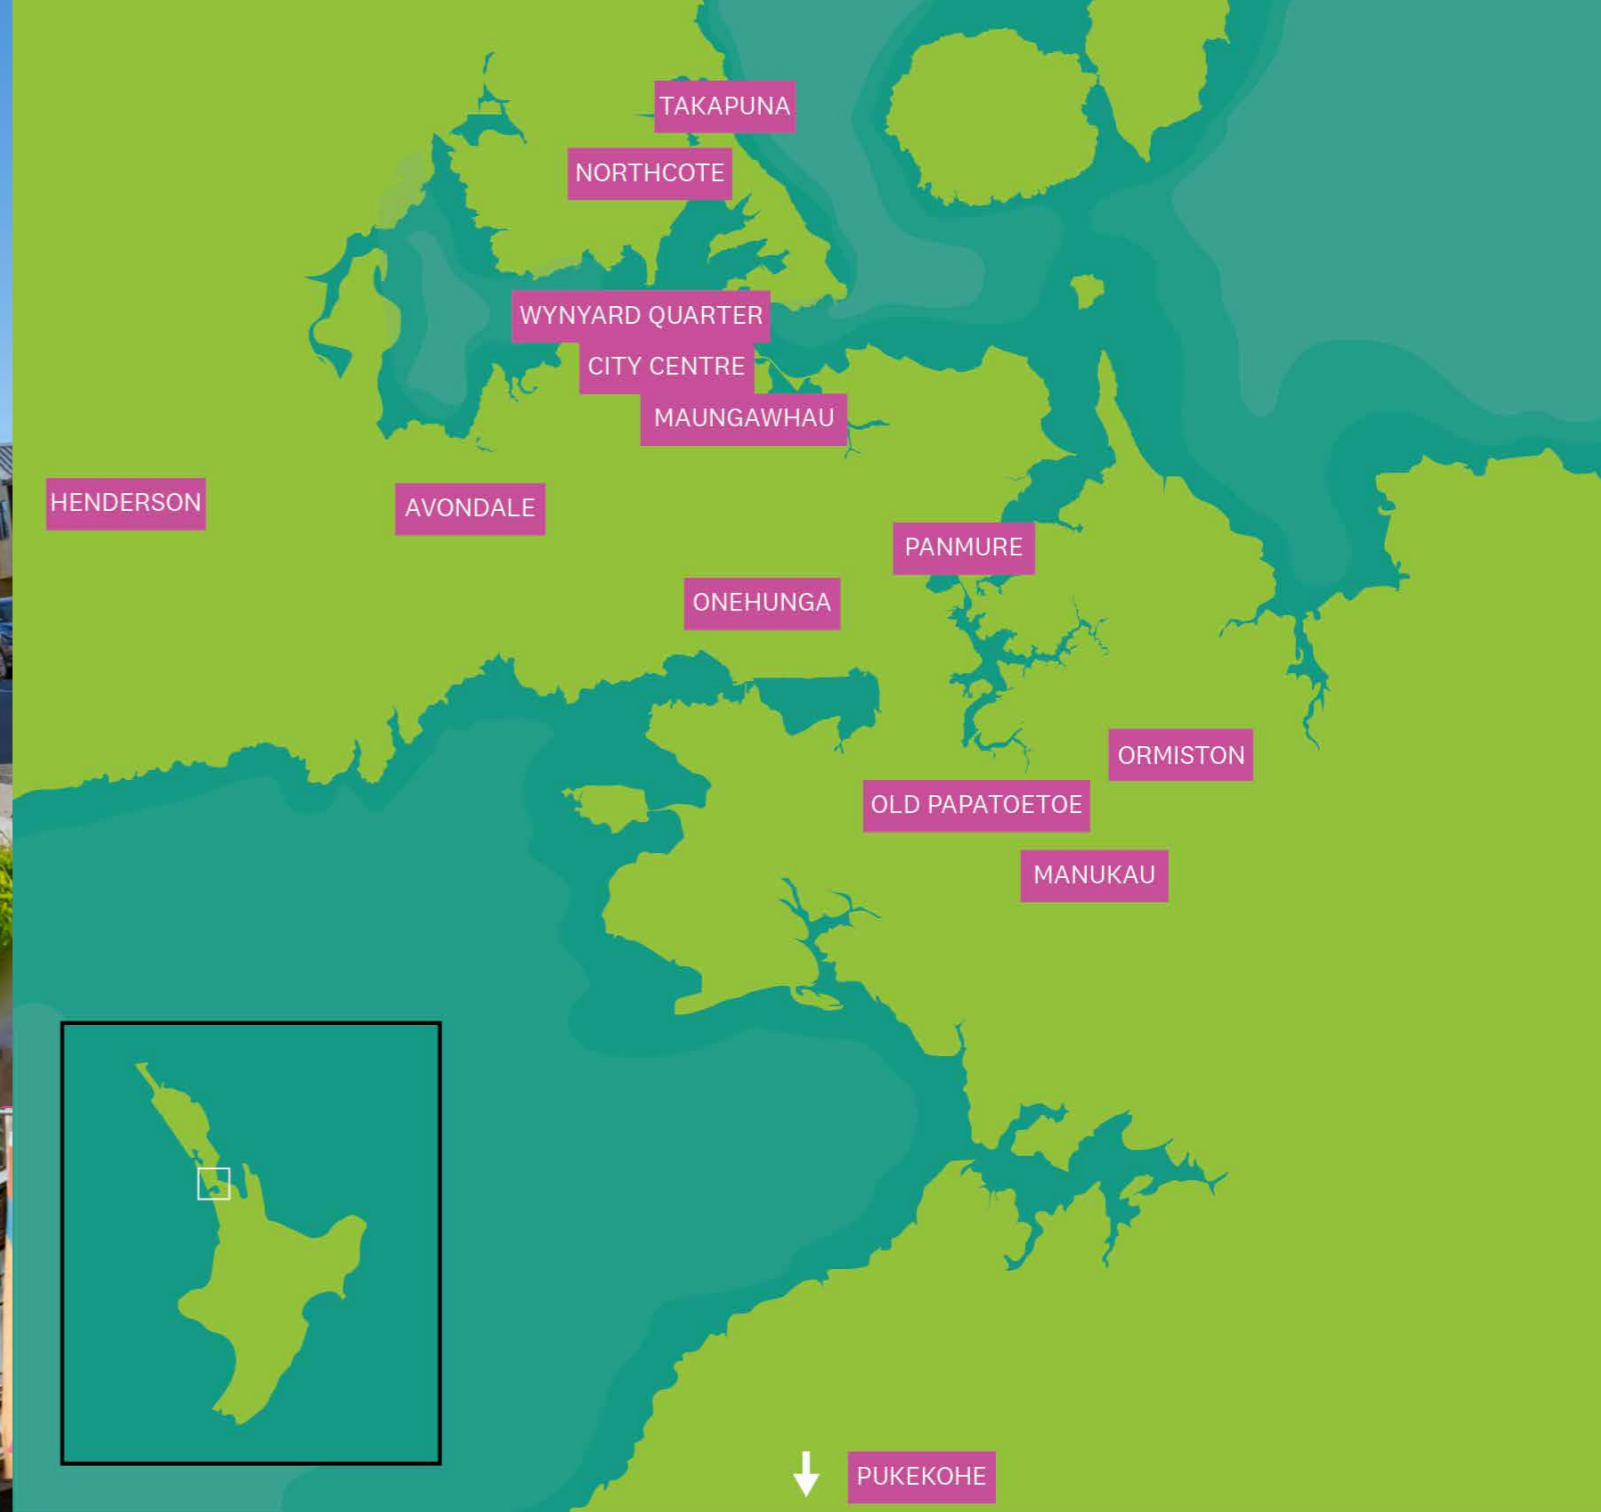 TAKAPUNA
NORTHCOTE
WYNYARD QUARTER
CITY CENTRE
MAUNGAWHAU
HENDERSON
AVONDALE
PANMURE
ONEHUNGA
ORMISTON
OLD PAPATOETOE
MANUKAU
PUKEKOHE